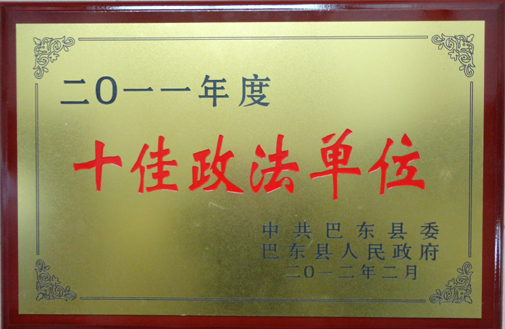 二〇一一年度
十佳政法单位
中共巴东县委
巴东县人民政府
二〇一二年二月